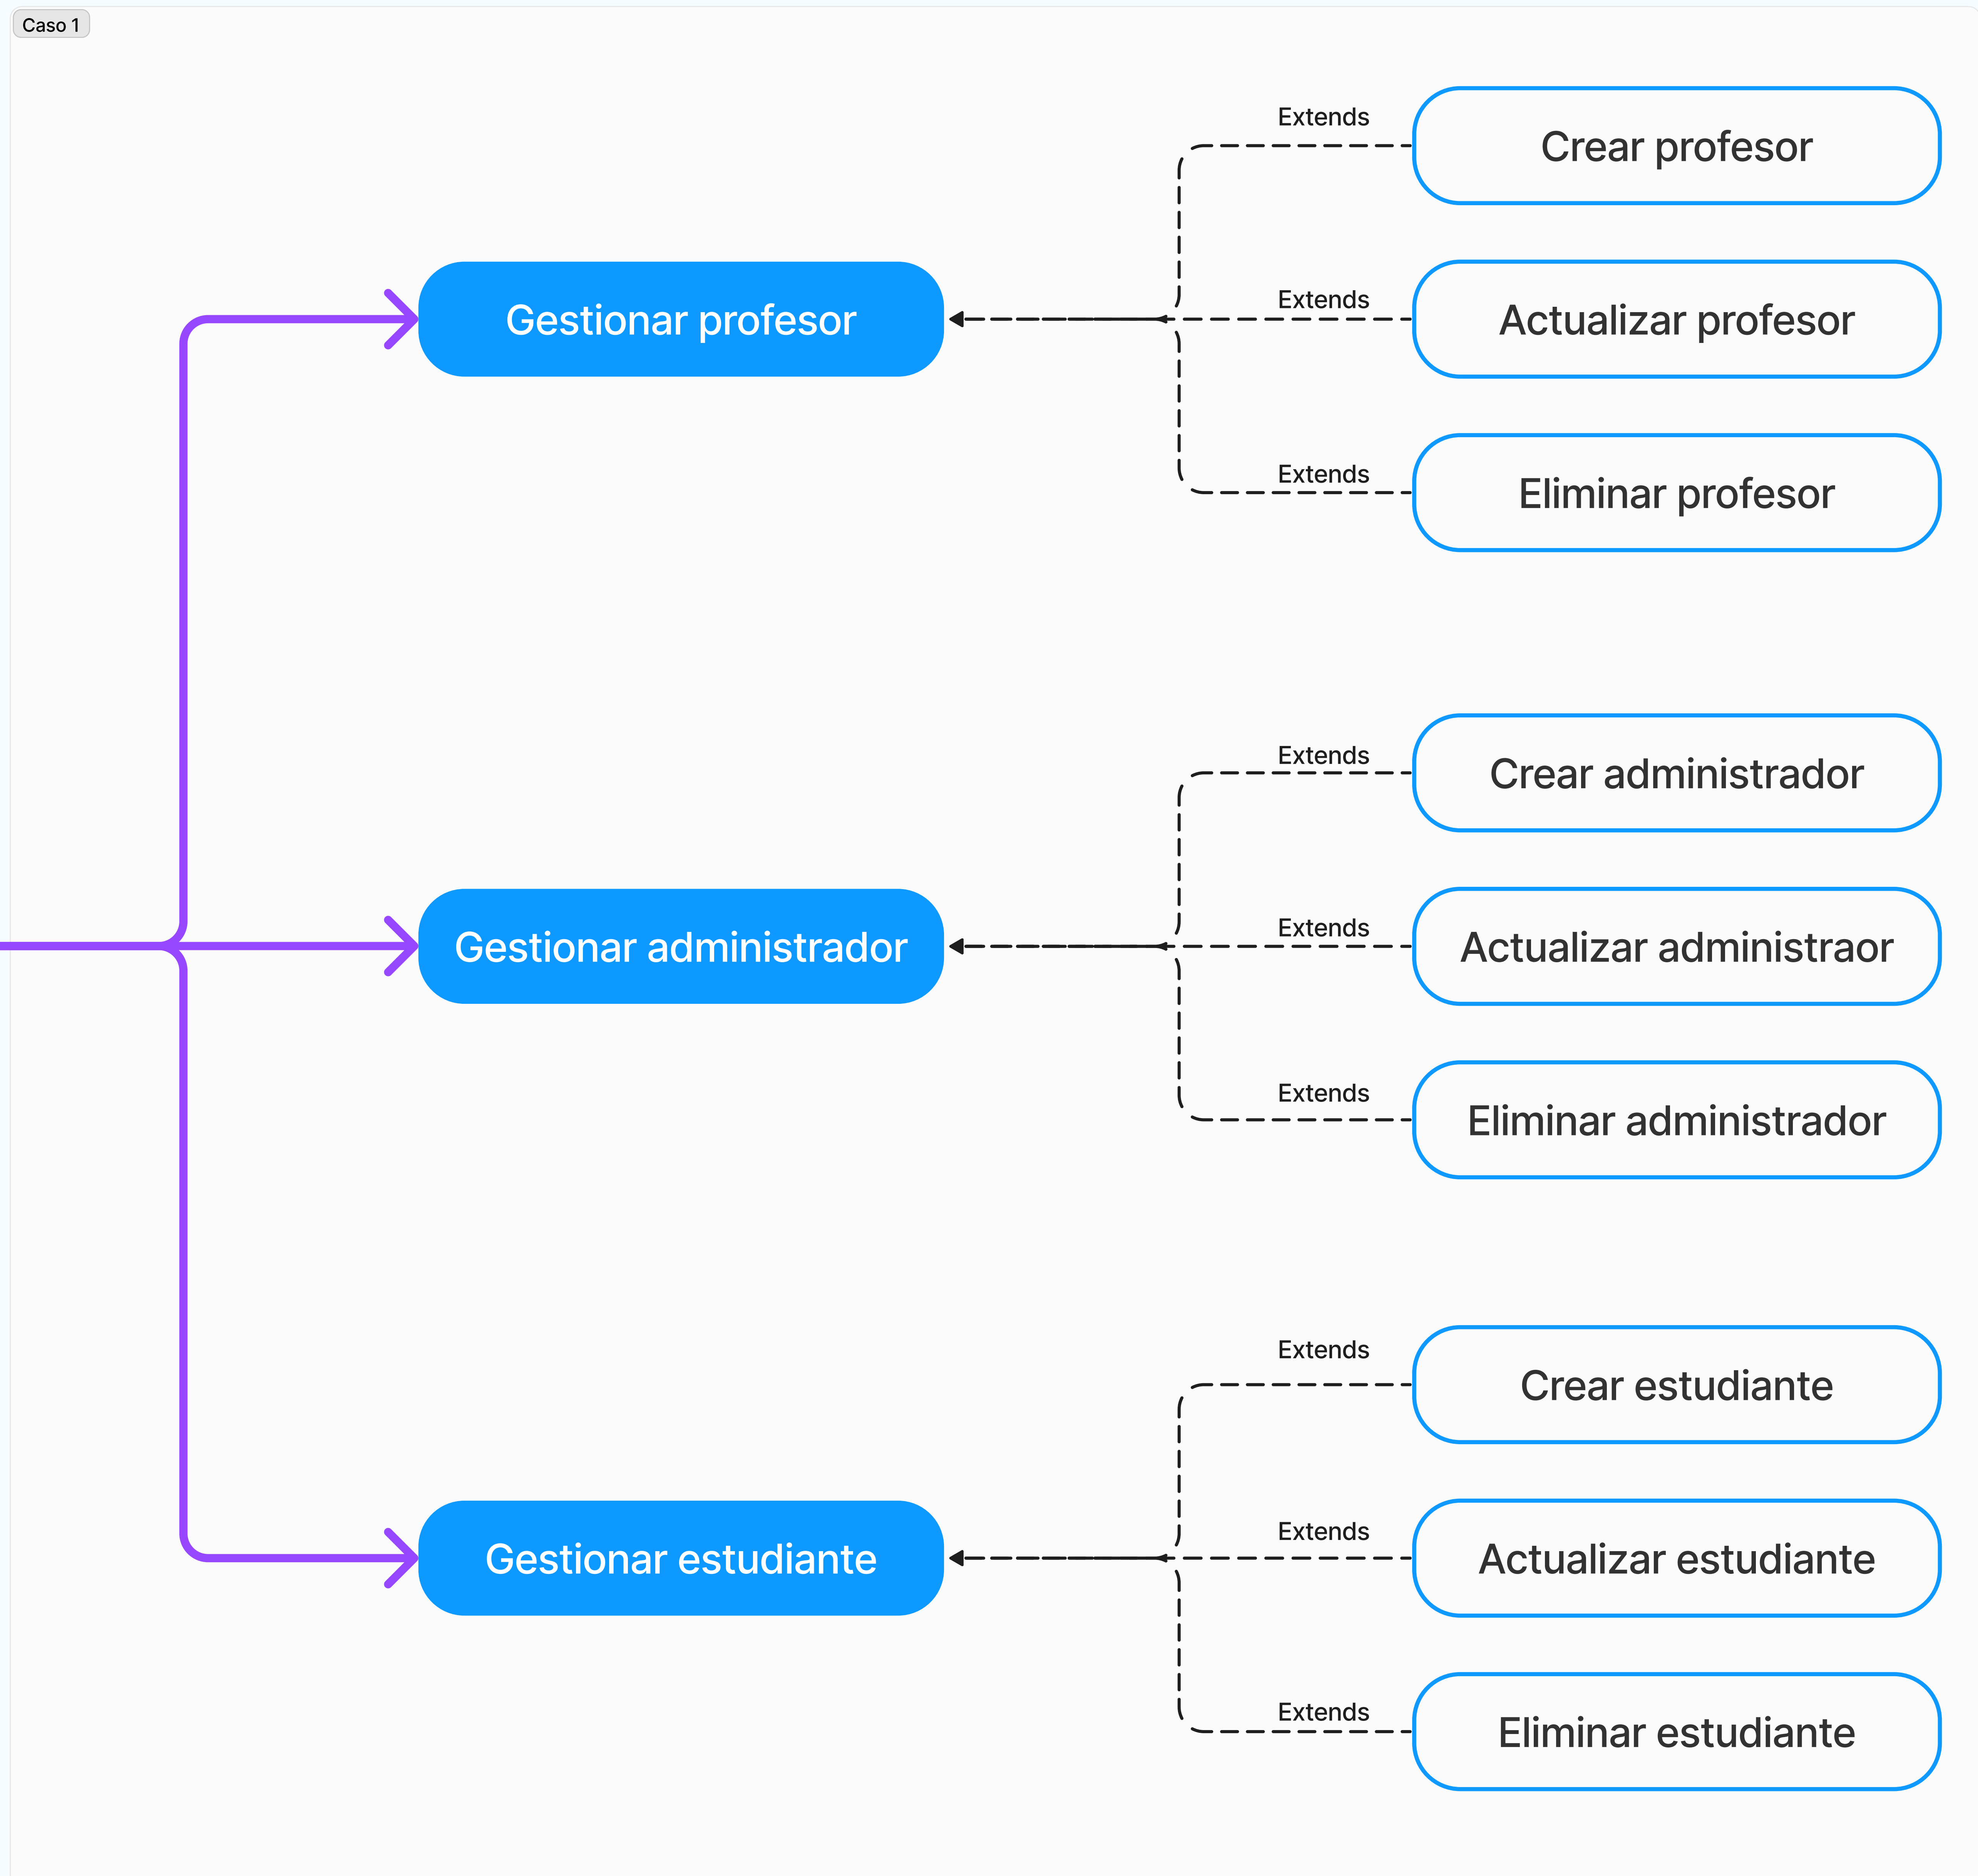 Caso 1
Extends
Crear profesor
Gestionar profesor
Extends
Actualizar profesor
Extends
Eliminar profesor
Extends
Crear administrador
Gestionar administrador
Extends
Actualizar administraor
Extends
Eliminar administrador
Extends
Crear estudiante
Gestionar estudiante
Extends
Actualizar estudiante
Extends
Eliminar estudiante